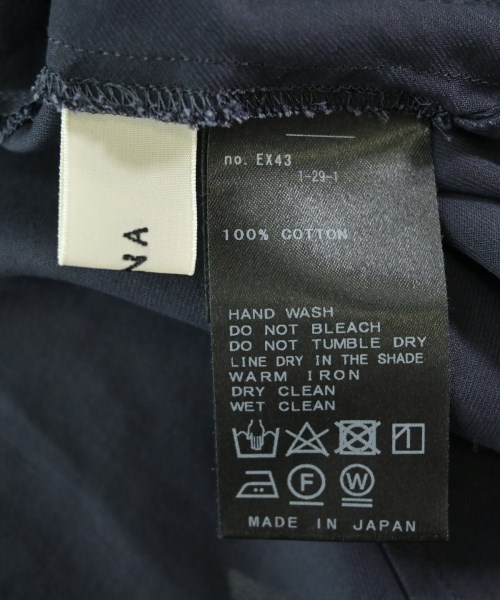 no. EX43
1-29-1
NA
100% COTTON
HAND WASH
DO NOT BLEACH
DO NOT TUMBLE DRY
LINE DRY IN THE SHADE
WARM IRON
DRY CLEAN
WET CLEAN
F
W
MADE IN JAPAN